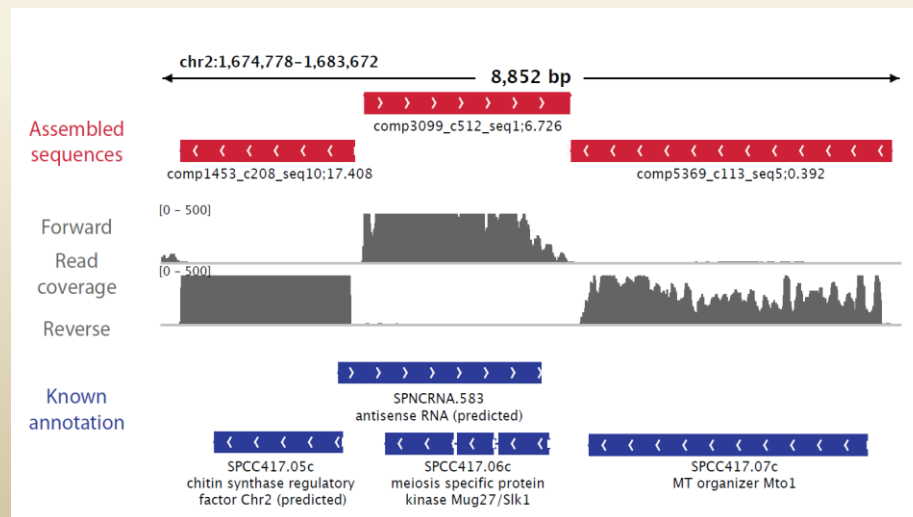 chr2:1,674,778–1,683,672
8,852 bp
Assembled
sequences
comp3099_c512_seq1;6.726
comp1453_c208_seq10;17.408
comp5369_c113_seq5;0.392
Forward
Read
coverage
Reverse
[0 – 500]
[0 – 500]
Known
annotation
SPNCRNA.583
antisense RNA (predicted)
SPCC417.05c
chitin synthase regulatory
factor Chr2 (predicted)
SPCC417.06c
meiosis specific protein
kinase Mug27/Slk1
SPCC417.07c
MT organizer Mto1